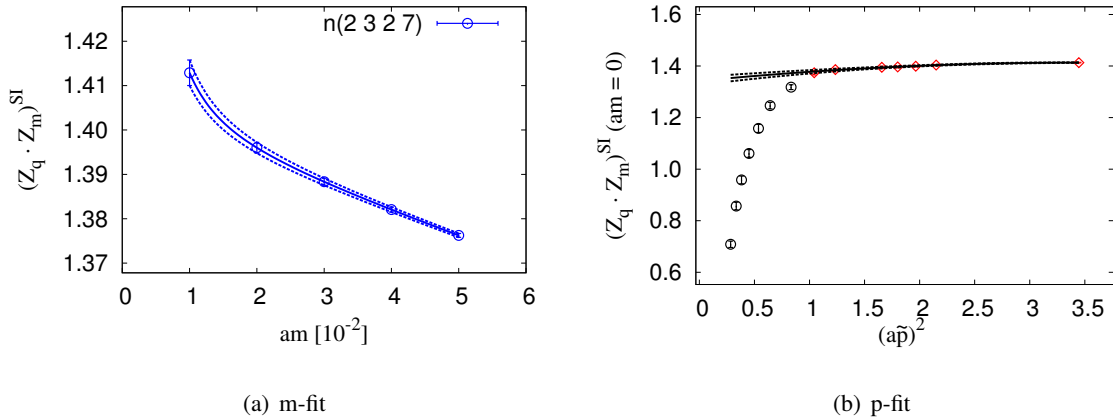 n(2 3 2 7)
(Z_q · Z_m)^SI
1.42
1.41
1.40
1.39
1.38
1.37
0 1 2 3 4 5 6
am [10^-2]
(a) m-fit
(Z_q · Z_m)^SI (am = 0)
1.6
1.4
1.2
1.0
0.8
0.6
0 0.5 1 1.5 2 2.5 3 3.5
(ap̃)^2
(b) p-fit